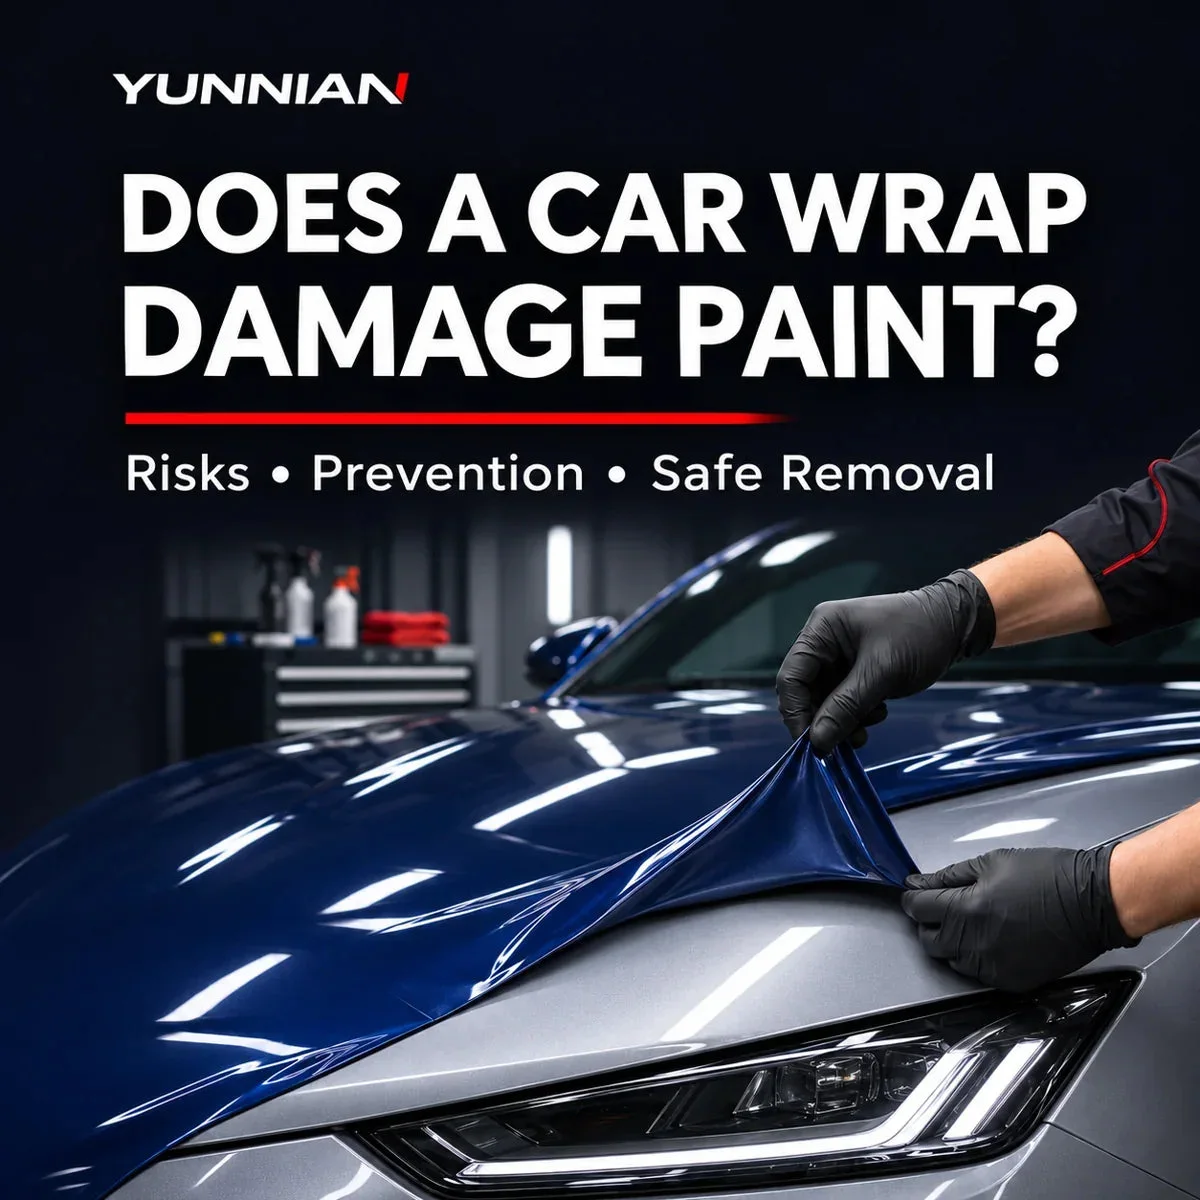 YUNNIAN
DOES A CAR WRAP
DAMAGE PAINT?
Risks • Prevention • Safe Removal